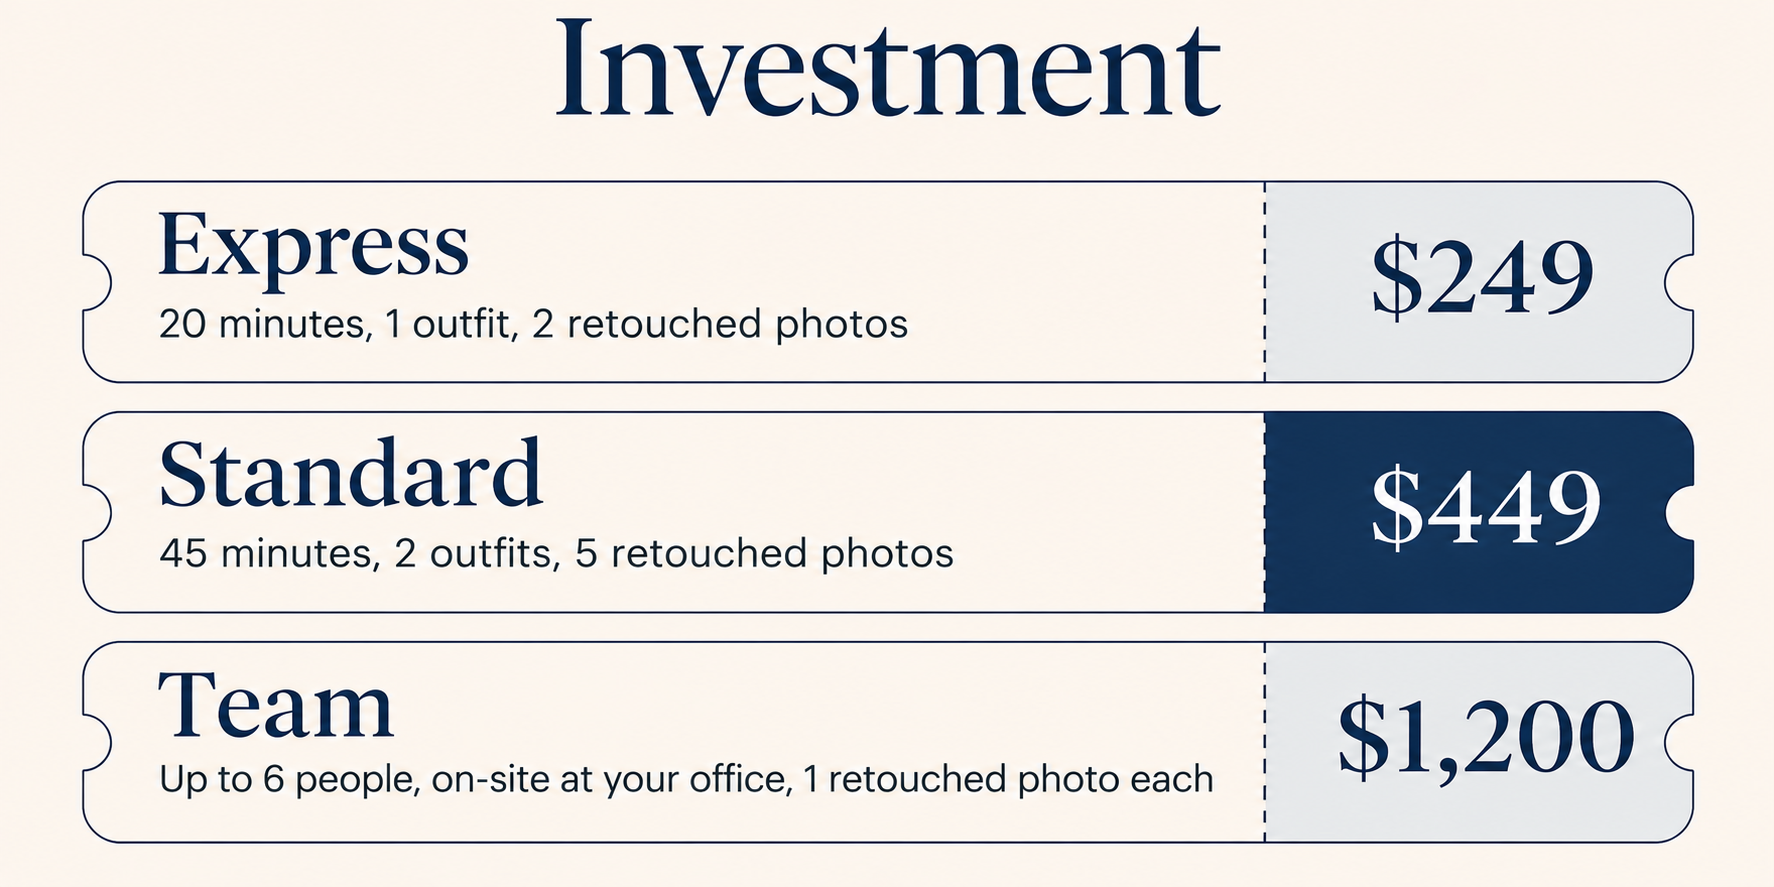 Investment
Express
20 minutes, 1 outfit, 2 retouched photos
$249
Standard
45 minutes, 2 outfits, 5 retouched photos
$449
Team
Up to 6 people, on-site at your office, 1 retouched photo each
$1,200